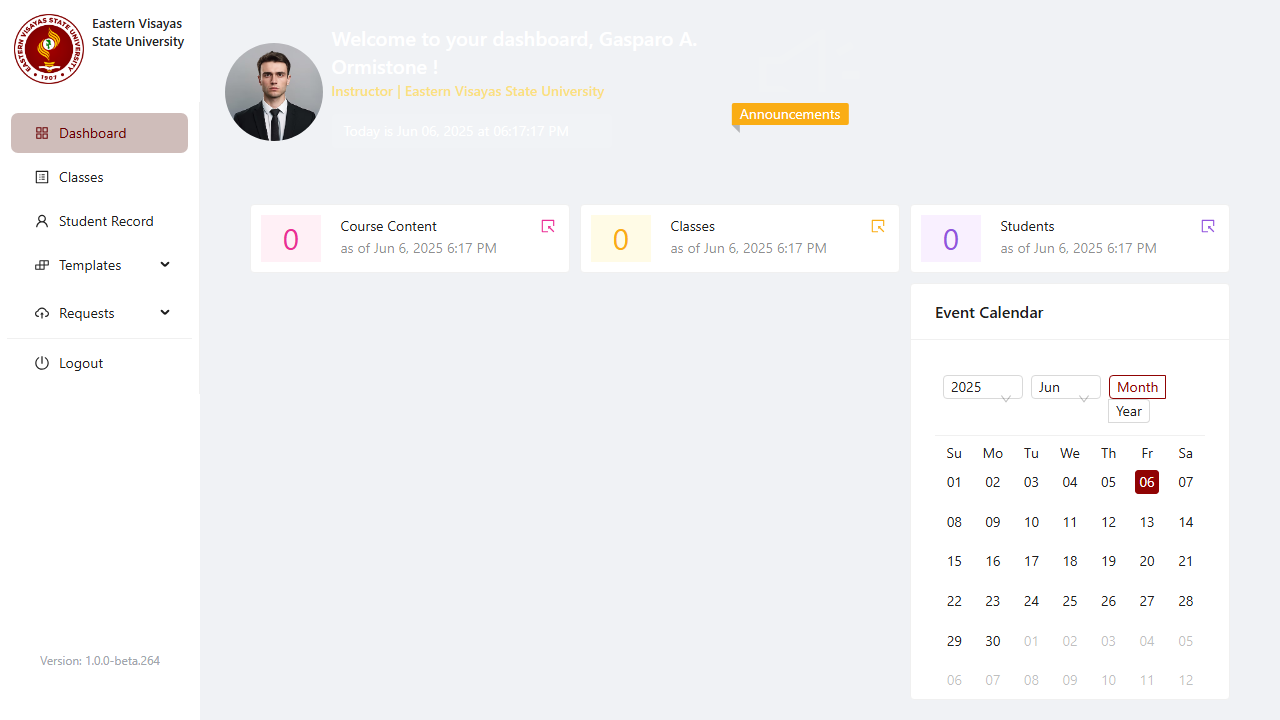 EASTERN VISAYAS STATE UNIVERSITY
1907
Eastern Visayas
State University
Dashboard
Classes
Student Record
Templates
Requests
Logout
Version: 1.0.0-beta.264
Welcome to your dashboard, Gasparo A.
Ormistone !
Instructor | Eastern Visayas State University
Today is Jun 06, 2025 at 06:17:17 PM
Announcements
0
Course Content
as of Jun 6, 2025 6:17 PM
0
Classes
as of Jun 6, 2025 6:17 PM
0
Students
as of Jun 6, 2025 6:17 PM
Event Calendar
2025 Jun Month
Year
Su Mo Tu We Th Fr Sa
01 02 03 04 05 06 07
08 09 10 11 12 13 14
15 16 17 18 19 20 21
22 23 24 25 26 27 28
29 30 01 02 03 04 05
06 07 08 09 10 11 12